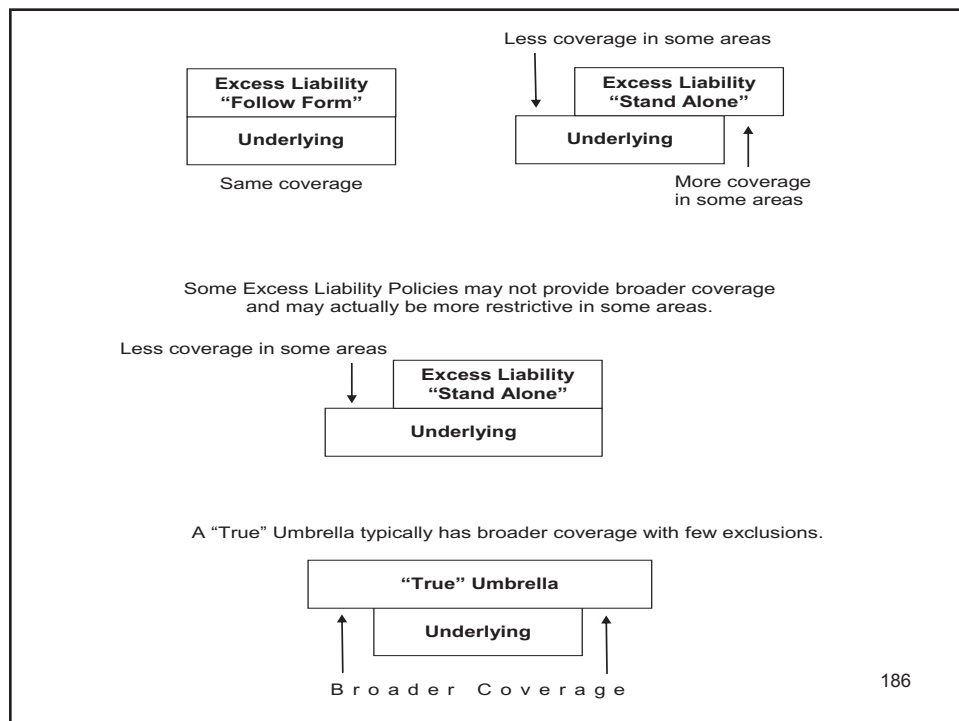 Less coverage in some areas
Excess Liability
“Follow Form”
Underlying
Same coverage
Excess Liability
“Stand Alone”
Underlying
More coverage
in some areas
Some Excess Liability Policies may not provide broader coverage
and may actually be more restrictive in some areas.
Less coverage in some areas
Excess Liability
“Stand Alone”
Underlying
A “True” Umbrella typically has broader coverage with few exclusions.
“True” Umbrella
Underlying
Broader Coverage
186